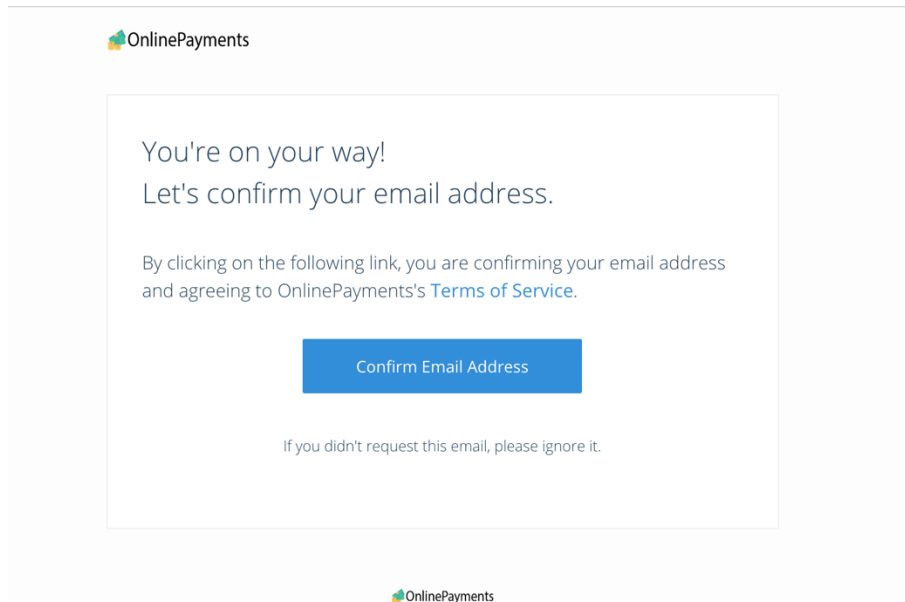 OnlinePayments
You're on your way!
Let's confirm your email address.
By clicking on the following link, you are confirming your email address
and agreeing to OnlinePayments's Terms of Service.
Confirm Email Address
If you didn't request this email, please ignore it.
OnlinePayments